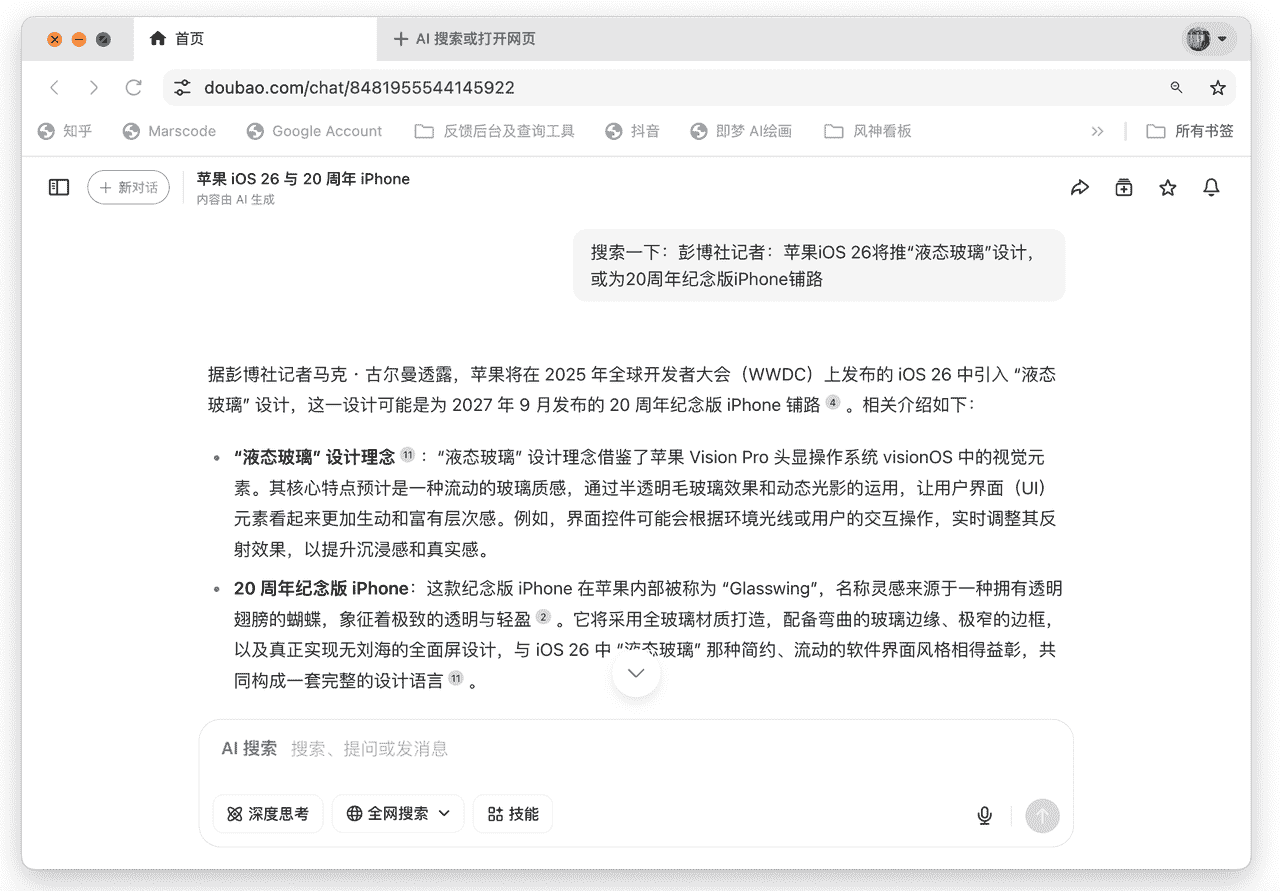 首页
AI 搜索或打开网页
doubao.com/chat/8481955544145922
知乎
Marscode
Google Account
反馈后台及查询工具
抖音
即梦 AI绘画
风神看板
所有书签
新对话
苹果 iOS 26 与 20 周年 iPhone
内容由 AI 生成
搜索一下：彭博社记者：苹果iOS 26将推“液态玻璃”设计，
或为20周年纪念版iPhone铺路
据彭博社记者马克·古尔曼透露，苹果将在 2025 年全球开发者大会（WWDC）上发布的 iOS 26 中引入 “液态
玻璃” 设计，这一设计可能是为 2027 年 9 月发布的 20 周年纪念版 iPhone 铺路 4 。相关介绍如下：
• “液态玻璃” 设计理念 11 ：“液态玻璃” 设计理念借鉴了苹果 Vision Pro 头显操作系统 visionOS 中的视觉元
素。其核心特点预计是一种流动的玻璃质感，通过半透明毛玻璃效果和动态光影的运用，让用户界面（UI）
元素看起来更加生动和富有层次感。例如，界面控件可能会根据环境光线或用户的交互操作，实时调整其反
射效果，以提升沉浸感和真实感。
• 20 周年纪念版 iPhone：这款纪念版 iPhone 在苹果内部被称为 “Glasswing”，名称灵感来源于一种拥有透明
翅膀的蝴蝶，象征着极致的透明与轻盈 2 。它将采用全玻璃材质打造，配备弯曲的玻璃边缘、极窄的边框，
以及真正实现无刘海的全面屏设计，与 iOS 26 中 “液态玻璃” 那种简约、流动的软件界面风格相得益彰，共
同构成一套完整的设计语言 11 。
AI 搜索 搜索、提问或发消息
深度思考
全网搜索
技能